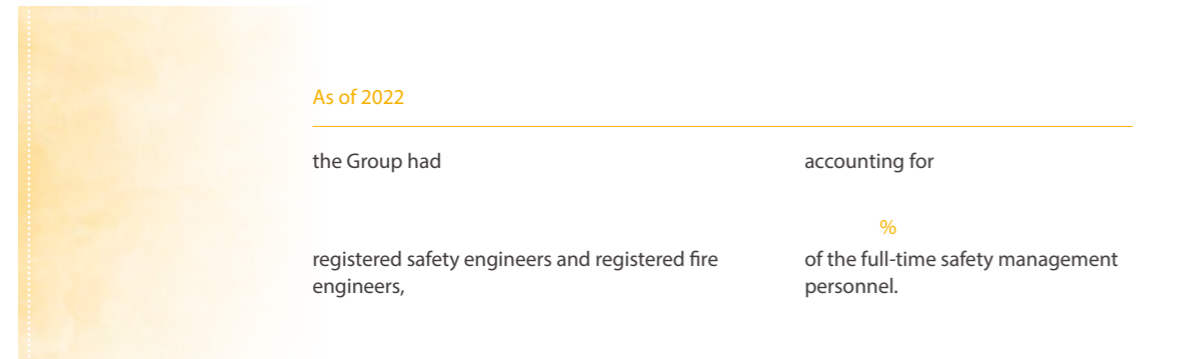 As of 2022
the Group had
registered safety engineers and registered fire
engineers,
accounting for
%
of the full-time safety management
personnel.